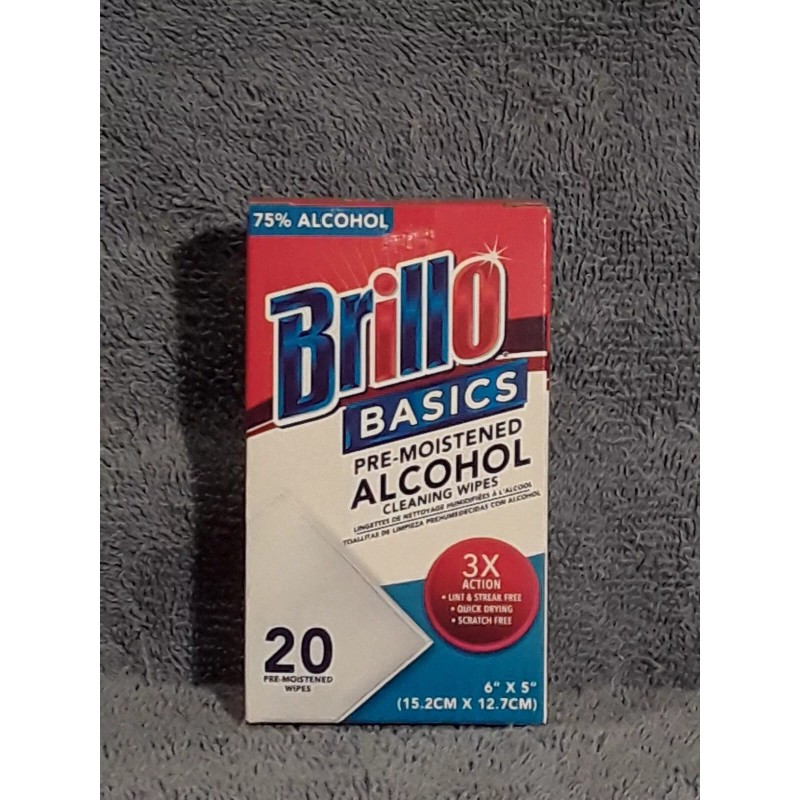 75% ALCOHOL
Brillo
BASICS
PRE-MOISTENED
ALCOHOL
CLEANING WIPES
LINGETTES DE NETTOYAGE HUMIDIFIÉES À L'ALCOOL
TOALLITAS DE LIMPIEZA PREHUMEDECIDAS CON ALCOHOL
3X
ACTION
• LINT & STREAK FREE
• QUICK DRYING
• SCRATCH FREE
20
PRE-MOISTENED
WIPES
6" X 5"
(15.2CM X 12.7CM)